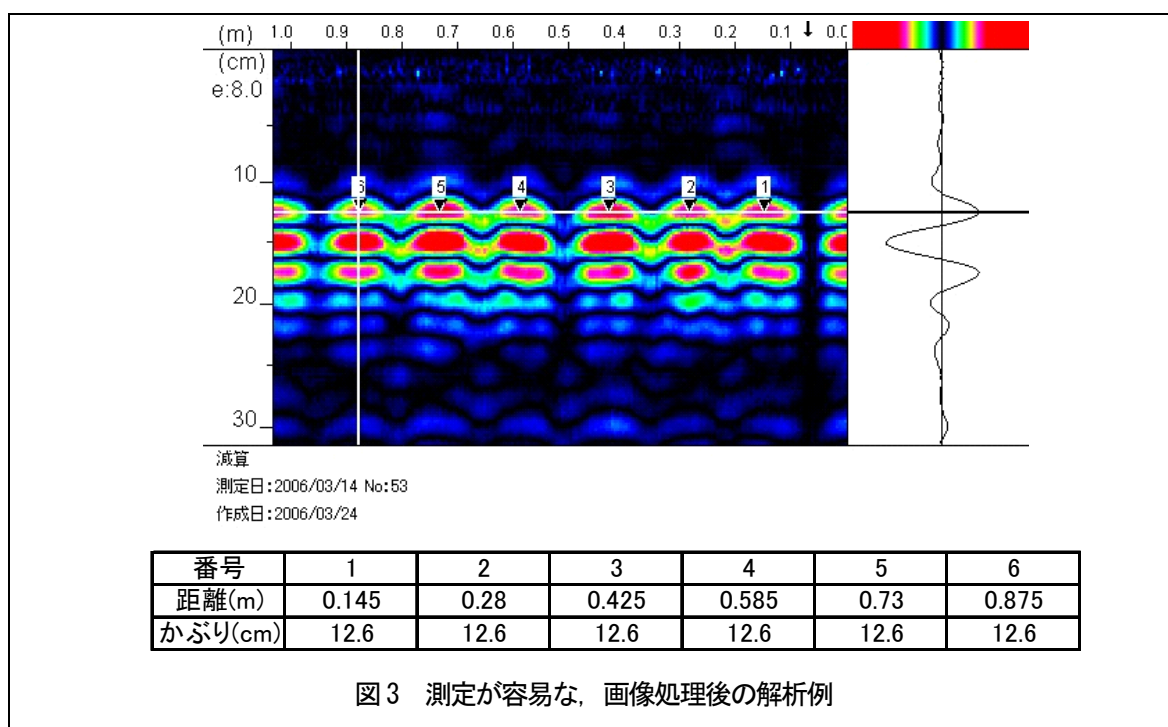 (m) 1.0 0.9 0.8 0.7 0.6 0.5 0.4 0.3 0.2 0.1 ↓ 0.0
(cm)
e:8.0
10
6 5 4 3 2 1
20
30
減算
測定日:2006/03/14 No:53
作成日:2006/03/24
番号 1 2 3 4 5 6
距離(m) 0.145 0.28 0.425 0.585 0.73 0.875
かぶり(cm) 12.6 12.6 12.6 12.6 12.6 12.6
図3 測定が容易な，画像処理後の解析例